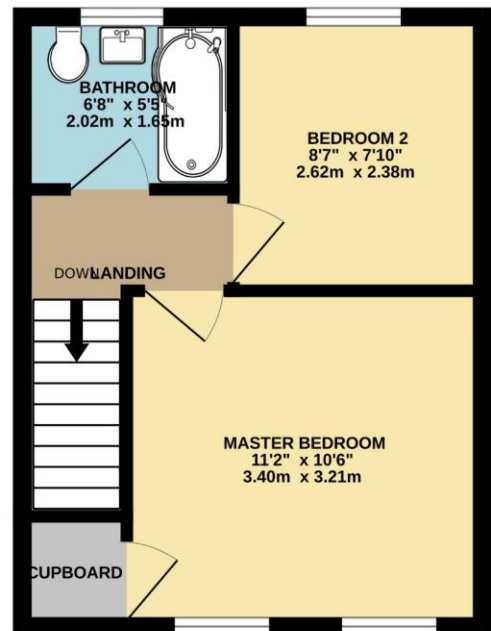 BATHROOM
6'8" x 5'5"
2.02m x 1.65m
BEDROOM 2
8'7" x 7'10"
2.62m x 2.38m
DOWN
LANDING
MASTER BEDROOM
11'2" x 10'6"
3.40m x 3.21m
CUPBOARD